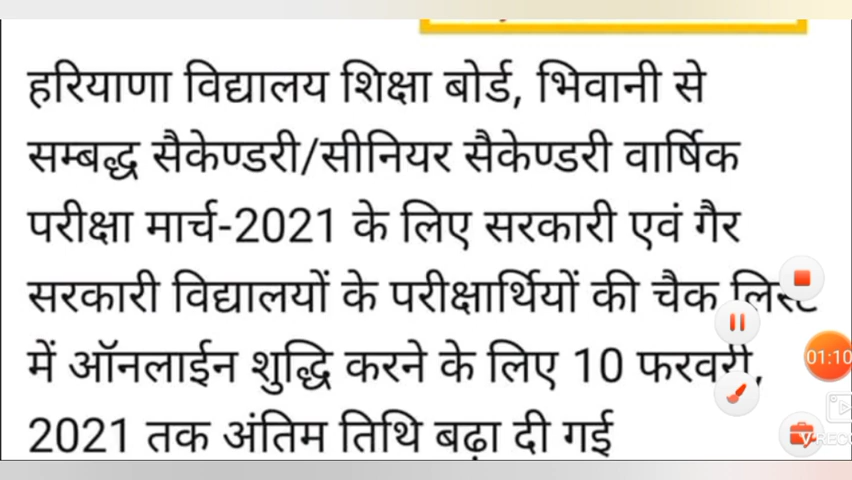 हरियाणा विद्यालय शिक्षा बोर्ड, भिवानी से
सम्बद्ध सैकेण्डरी/सीनियर सैकेण्डरी वार्षिक
परीक्षा मार्च-2021 के लिए सरकारी एवं गैर
सरकारी विद्यालयों के परीक्षार्थियों की चैक लिस्ट
में ऑनलाईन शुद्धि करने के लिए 10 फरवरी,
01:10
2021 तक अंतिम तिथि बढ़ा दी गई